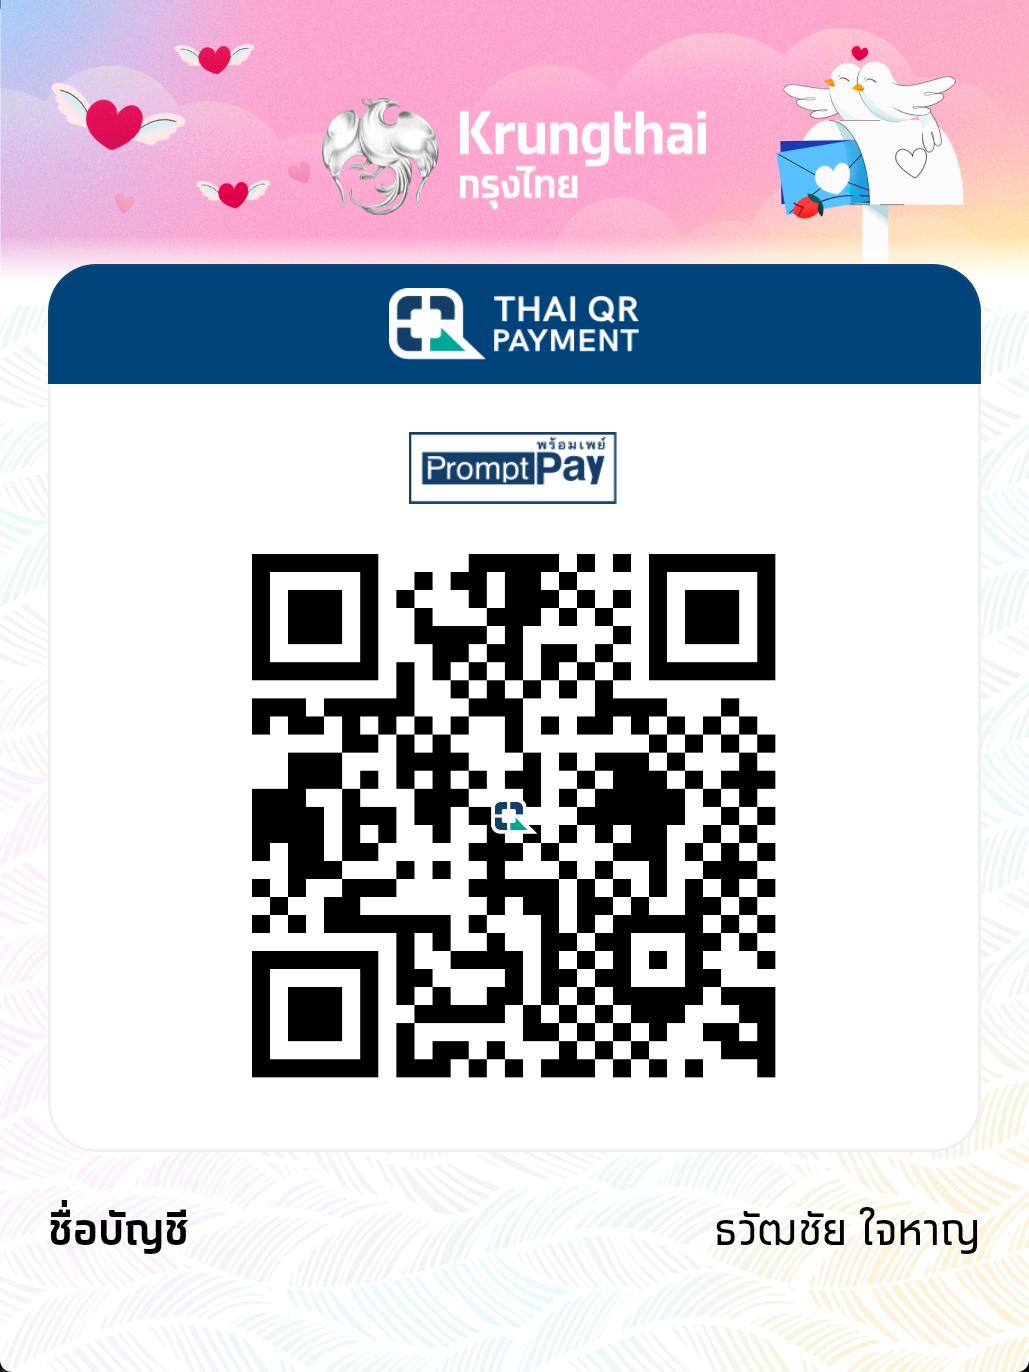 Krungthai
กรุงไทย
THAI QR
PAYMENT
พร้อมเพย์
PromptPay
ชื่อบัญชี ธวัฒชัย ใจหาญ